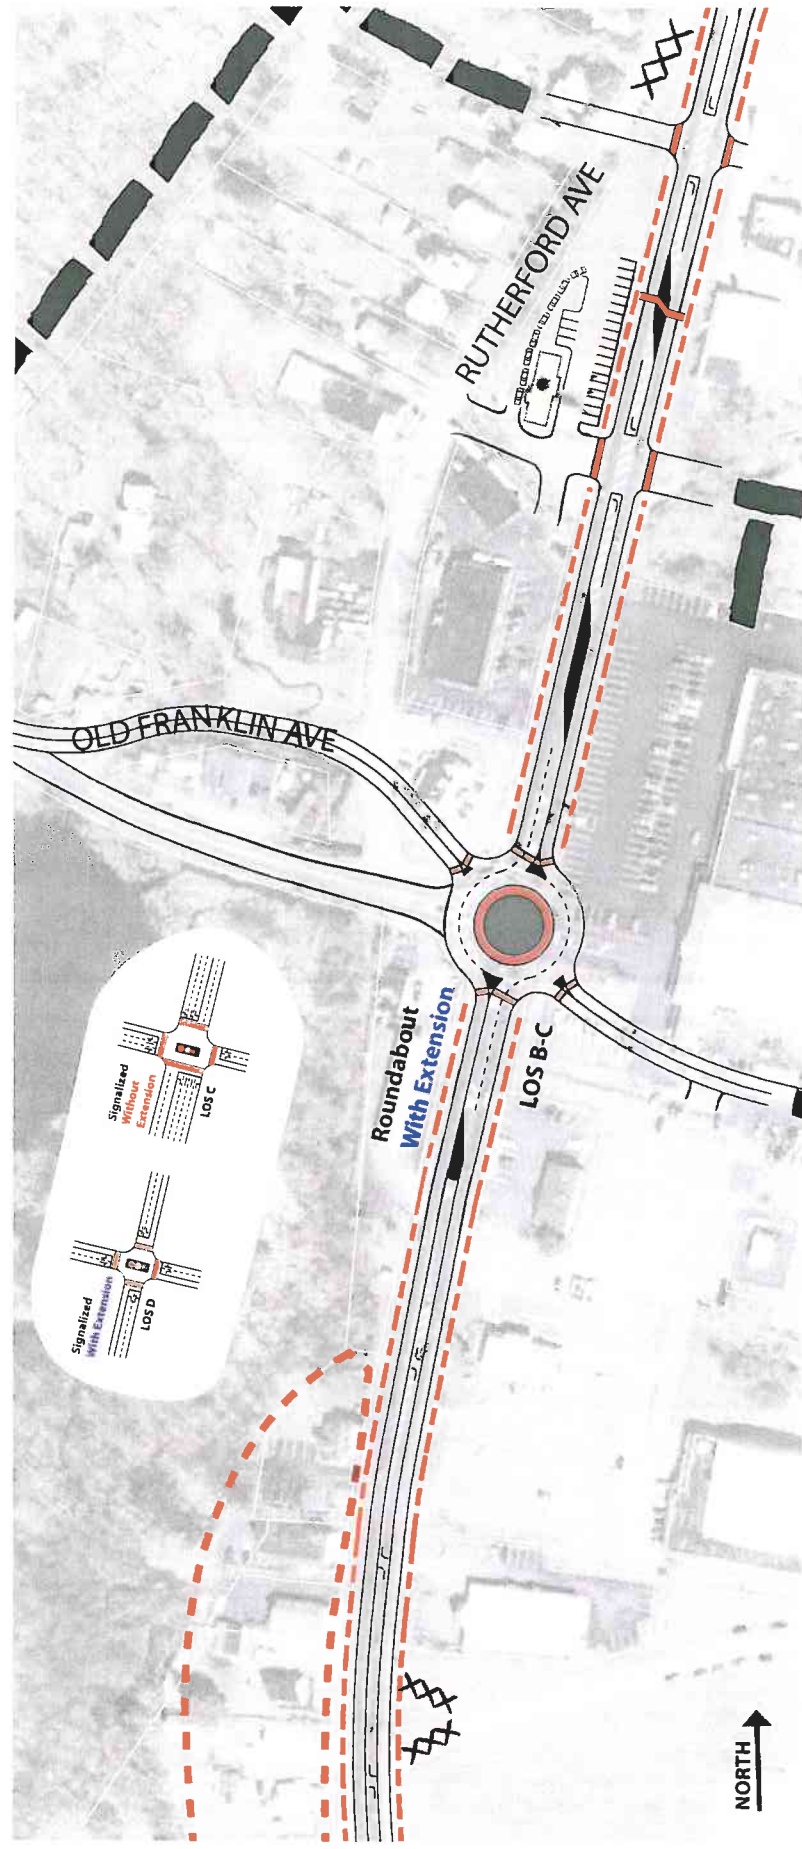 RUTHERFORD AVE
OLD FRANKLIN AVE
Roundabout
With Extension
LOS B-C
Signalized
Without
Extension
LOS C
Signalized
With Extension
LOS D
NORTH